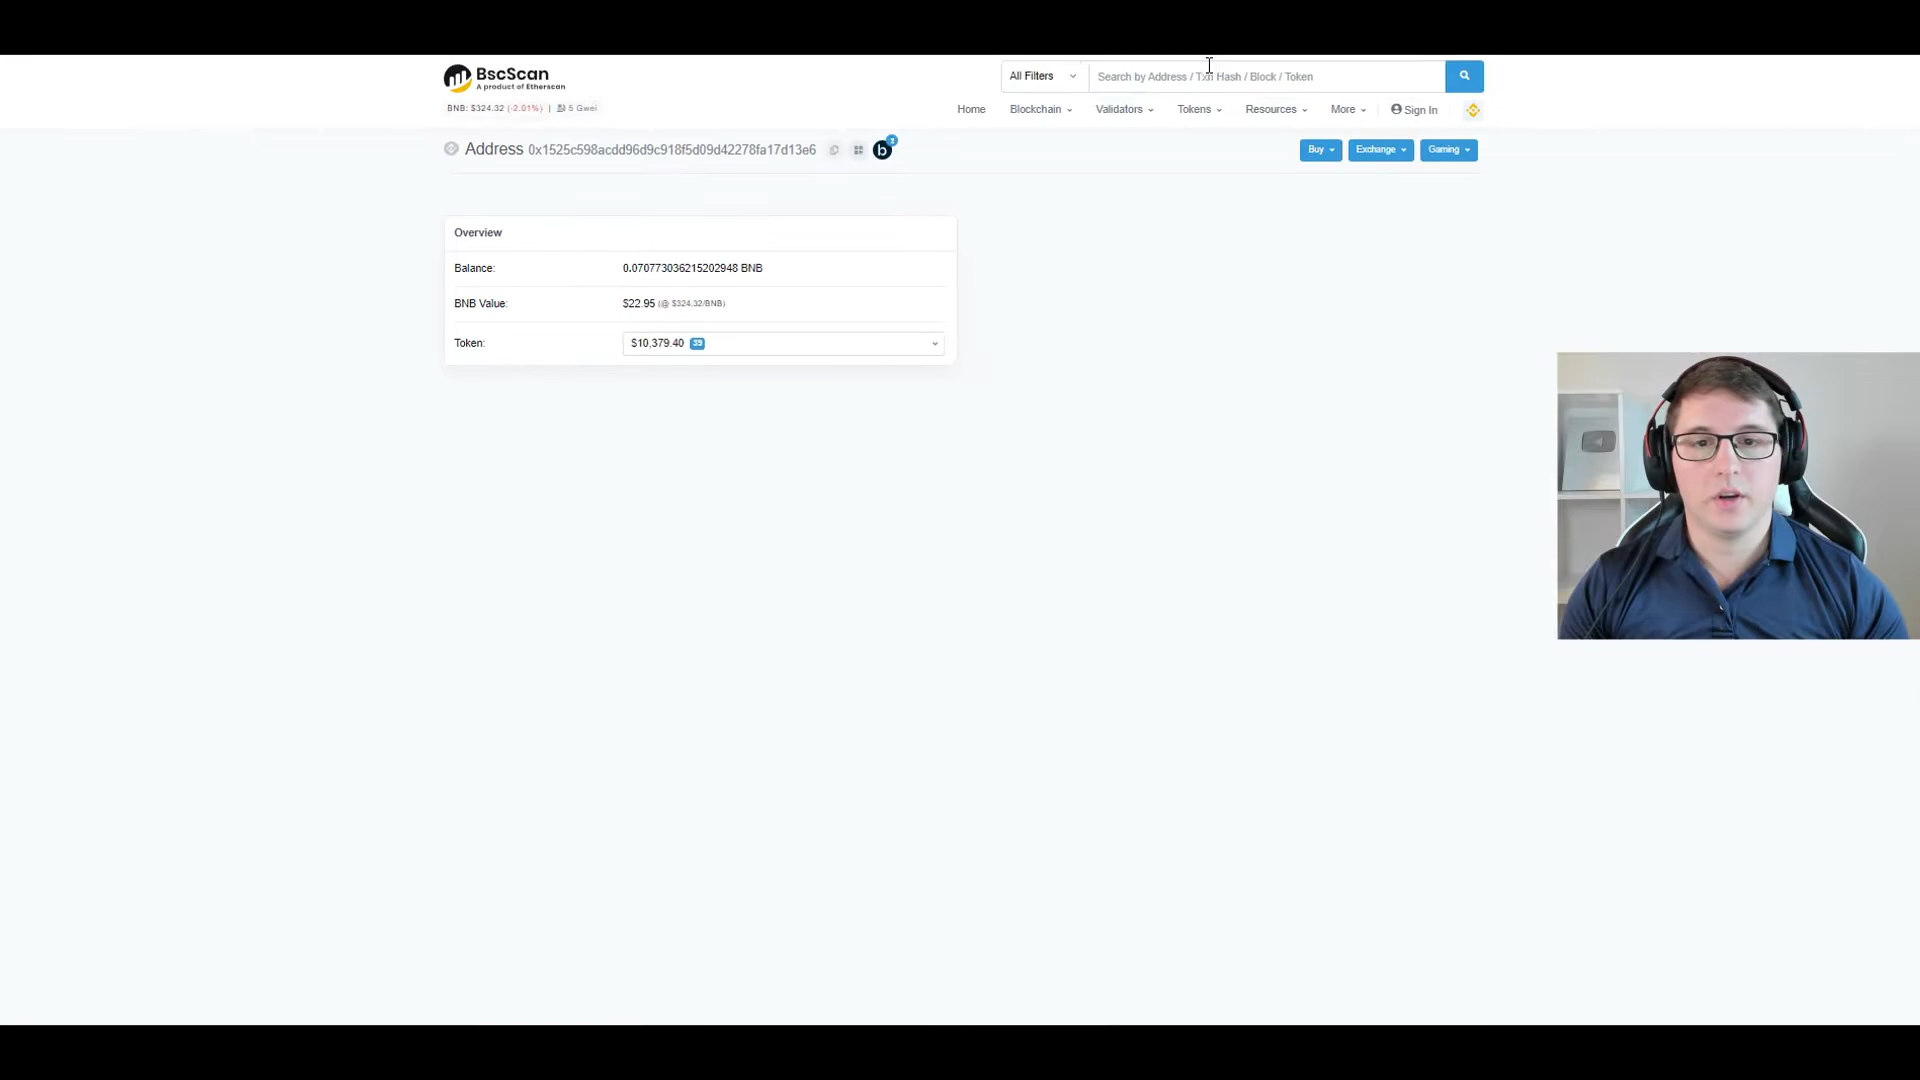 BscScan
A product of Etherscan
BNB: $324.32 (-2.01%) | 5 Gwei
All Filters
Search by Address / Txn Hash / Block / Token
Home Blockchain Validators Tokens Resources More Sign In
Address 0x1525c598acdd96d9c918f5d09d42278fa17d13e6
b 2
Buy Exchange Gaming
Overview
Balance: 0.070773036215202948 BNB
BNB Value: $22.95 (@ $324.32/BNB)
Token: $10,379.40